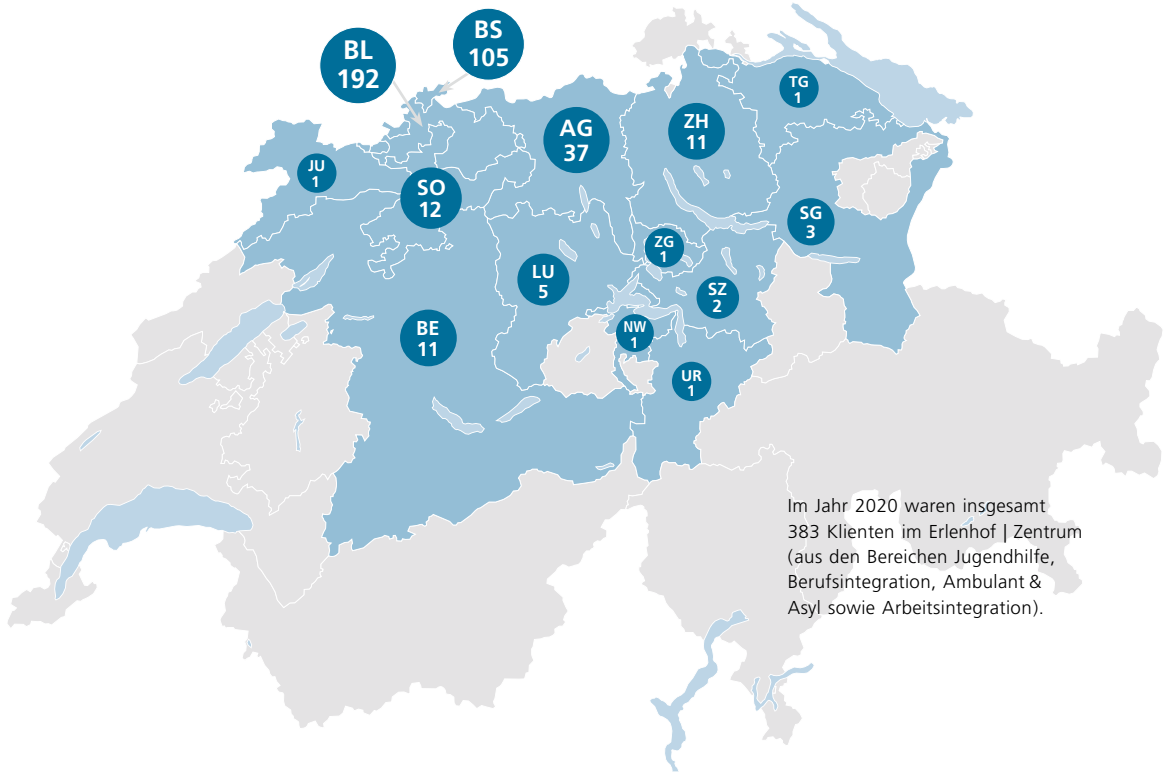 BS
105
BL
192
TG
1
AG
37
ZH
11
JU
1
SO
12
SG
3
ZG
1
LU
5
SZ
2
BE
11
NW
1
UR
1
Im Jahr 2020 waren insgesamt
383 Klienten im Erlenhof | Zentrum
(aus den Bereichen Jugendhilfe,
Berufsintegration, Ambulant &
Asyl sowie Arbeitsintegration).